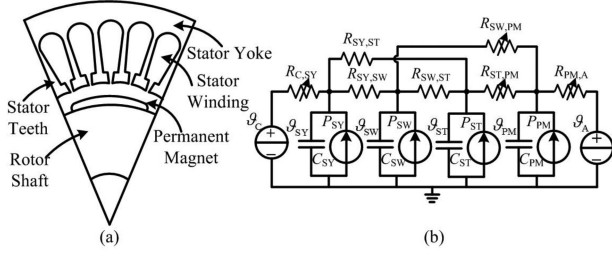 Stator Yoke
Stator
Winding
Stator
Teeth
Permanent
Magnet
Rotor
Shaft
(a)
R_SW,PM
R_SY,ST
R_C,SY
R_SY,SW
R_SW,ST
R_ST,PM
R_PM,A
ϑ_C
ϑ_SY
P_SY
C_SY
ϑ_SW
P_SW
C_SW
ϑ_ST
P_ST
C_ST
ϑ_PM
P_PM
C_PM
ϑ_A
+
−
+
−
(b)